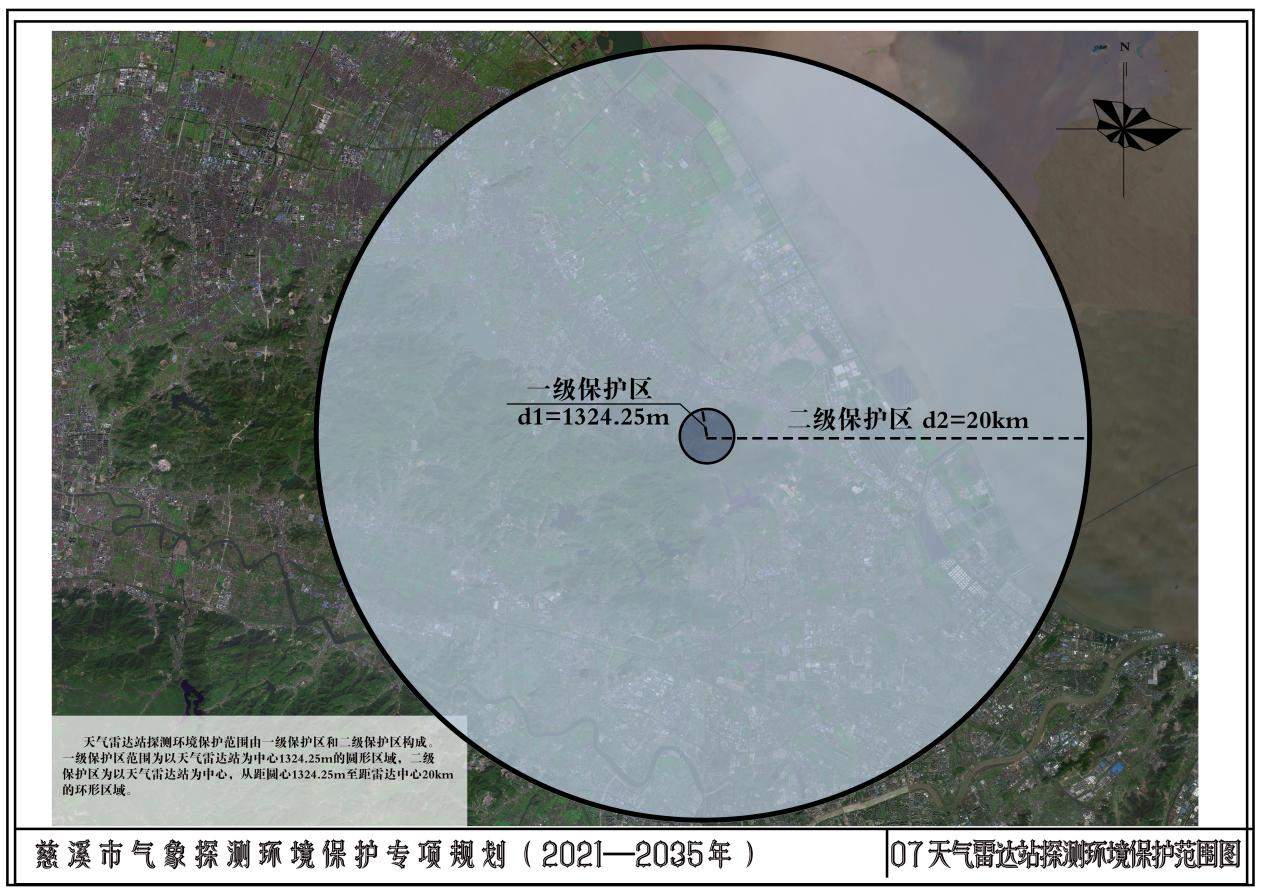 N
一级保护区
d1=1324.25m
二级保护区 d2=20km
天气雷达站探测环境保护范围由一级保护区和二级保护区构成。
一级保护区范围为以天气雷达站为中心1324.25m的圆形区域，二级
保护区为以天气雷达站为中心，从距圆心1324.25m至距雷达中心20km
的环形区域。
慈溪市气象探测环境保护专项规划（2021—2035年）
07天气雷达站探测环境保护范围图